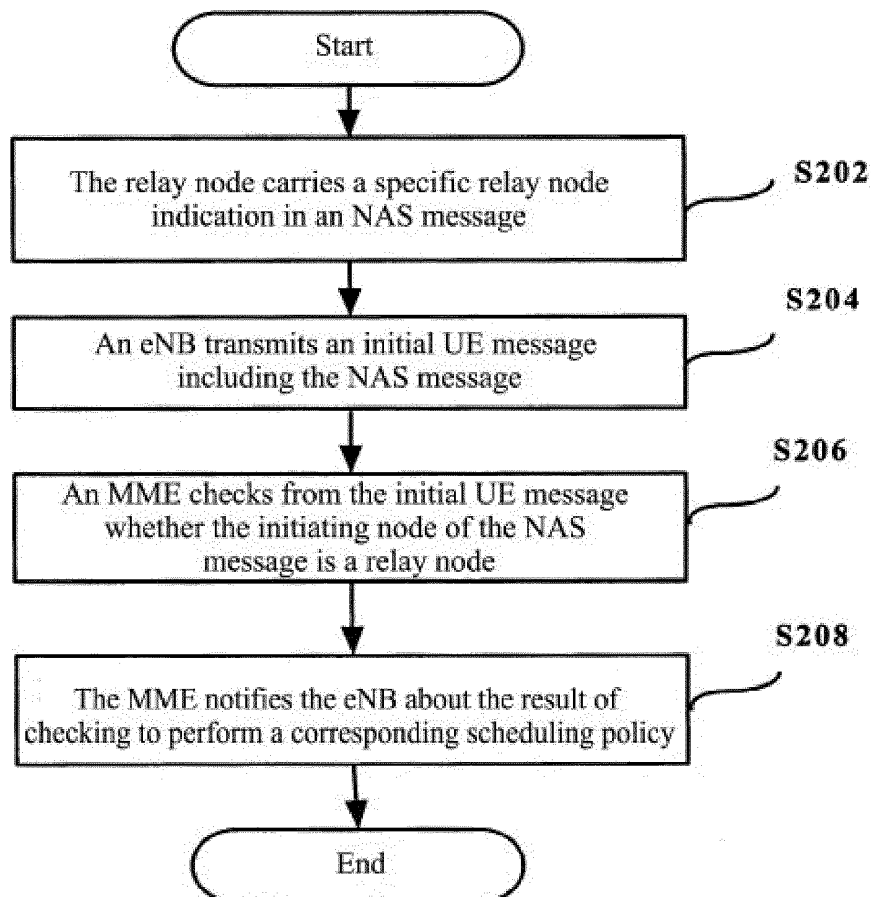 Start
The relay node carries a specific relay node
indication in an NAS message
S202
An eNB transmits an initial UE message
including the NAS message
S204
An MME checks from the initial UE message
whether the initiating node of the NAS
message is a relay node
S206
The MME notifies the eNB about the result of
checking to perform a corresponding scheduling policy
S208
End